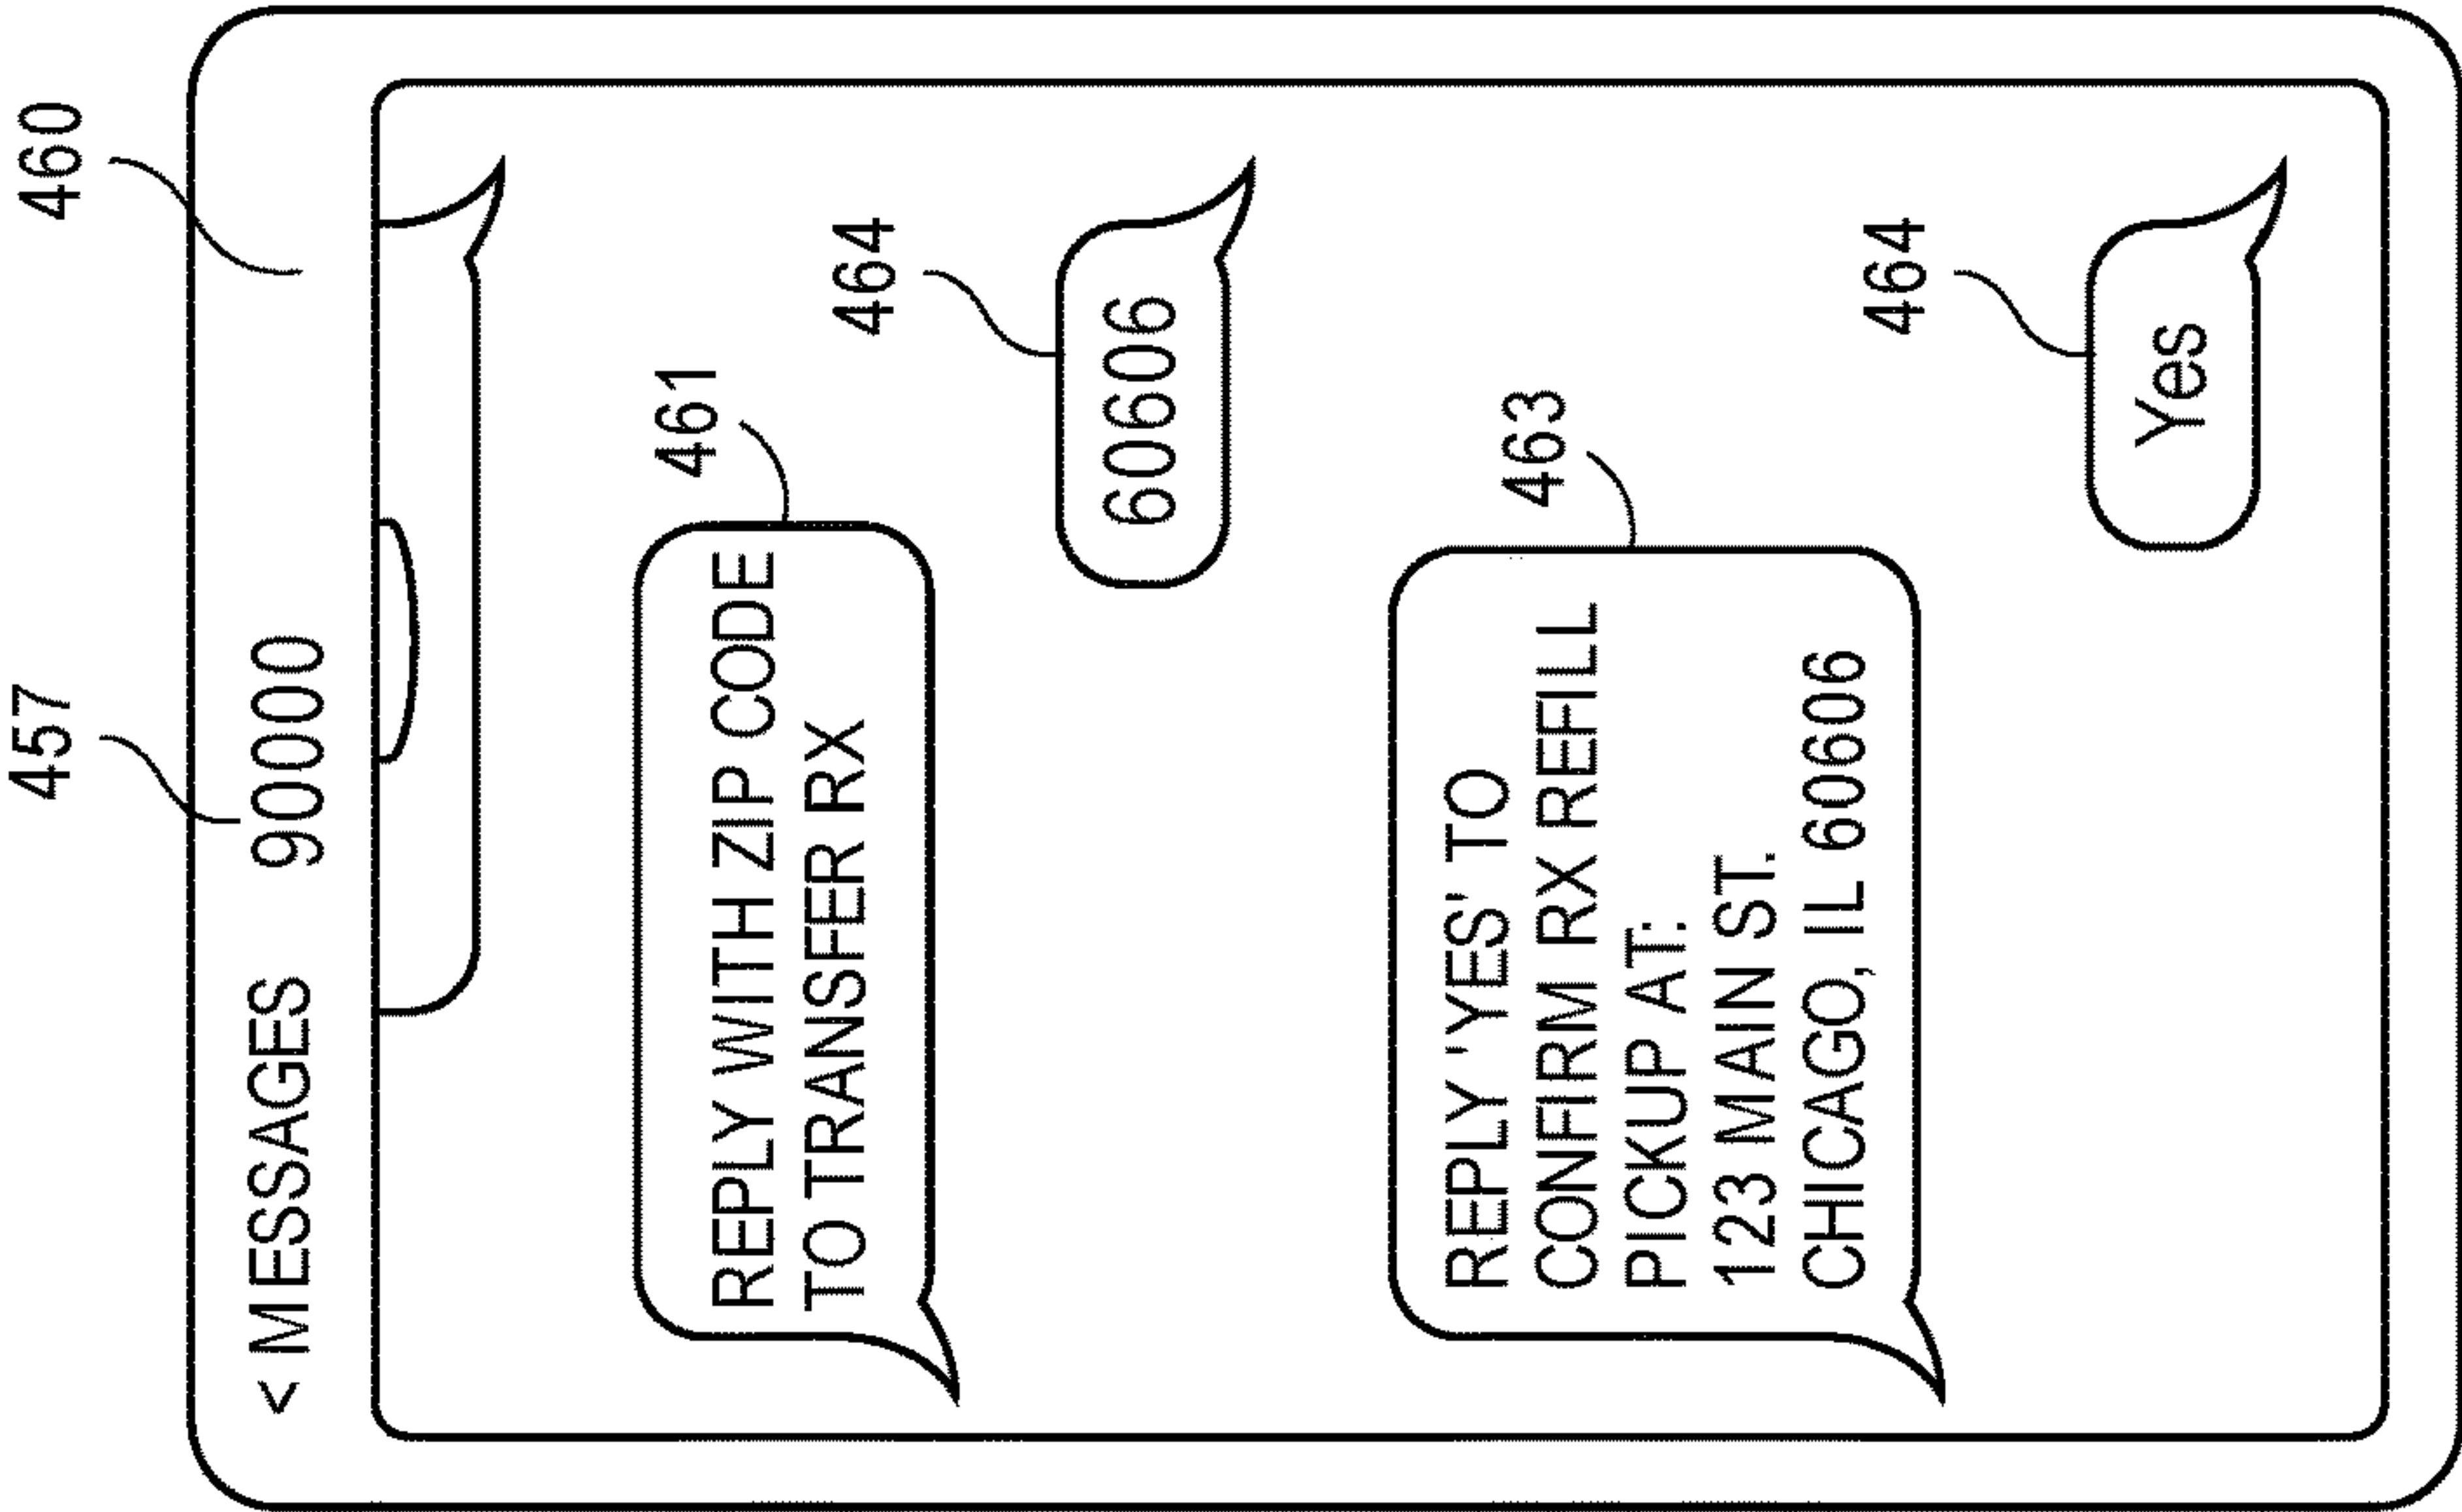 457
460
< MESSAGES 90000
461
REPLY WITH ZIP CODE
TO TRANSFER RX
464
60606
463
REPLY 'YES' TO
CONFIRM RX REFILL
PICKUP AT:
123 MAIN ST.
CHICAGO, IL 60606
464
Yes